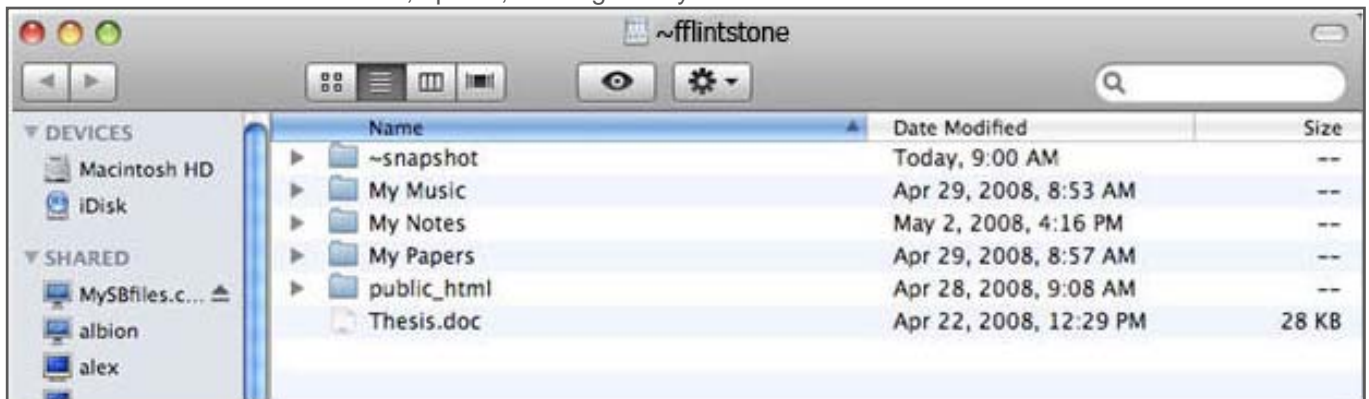 ~fflintstone
DEVICES
Macintosh HD
iDisk
SHARED
MySBfiles.c...
albion
alex
Name Date Modified Size
~snapshot Today, 9:00 AM --
My Music Apr 29, 2008, 8:53 AM --
My Notes May 2, 2008, 4:16 PM --
My Papers Apr 29, 2008, 8:57 AM --
public_html Apr 28, 2008, 9:08 AM --
Thesis.doc Apr 22, 2008, 12:29 PM 28 KB